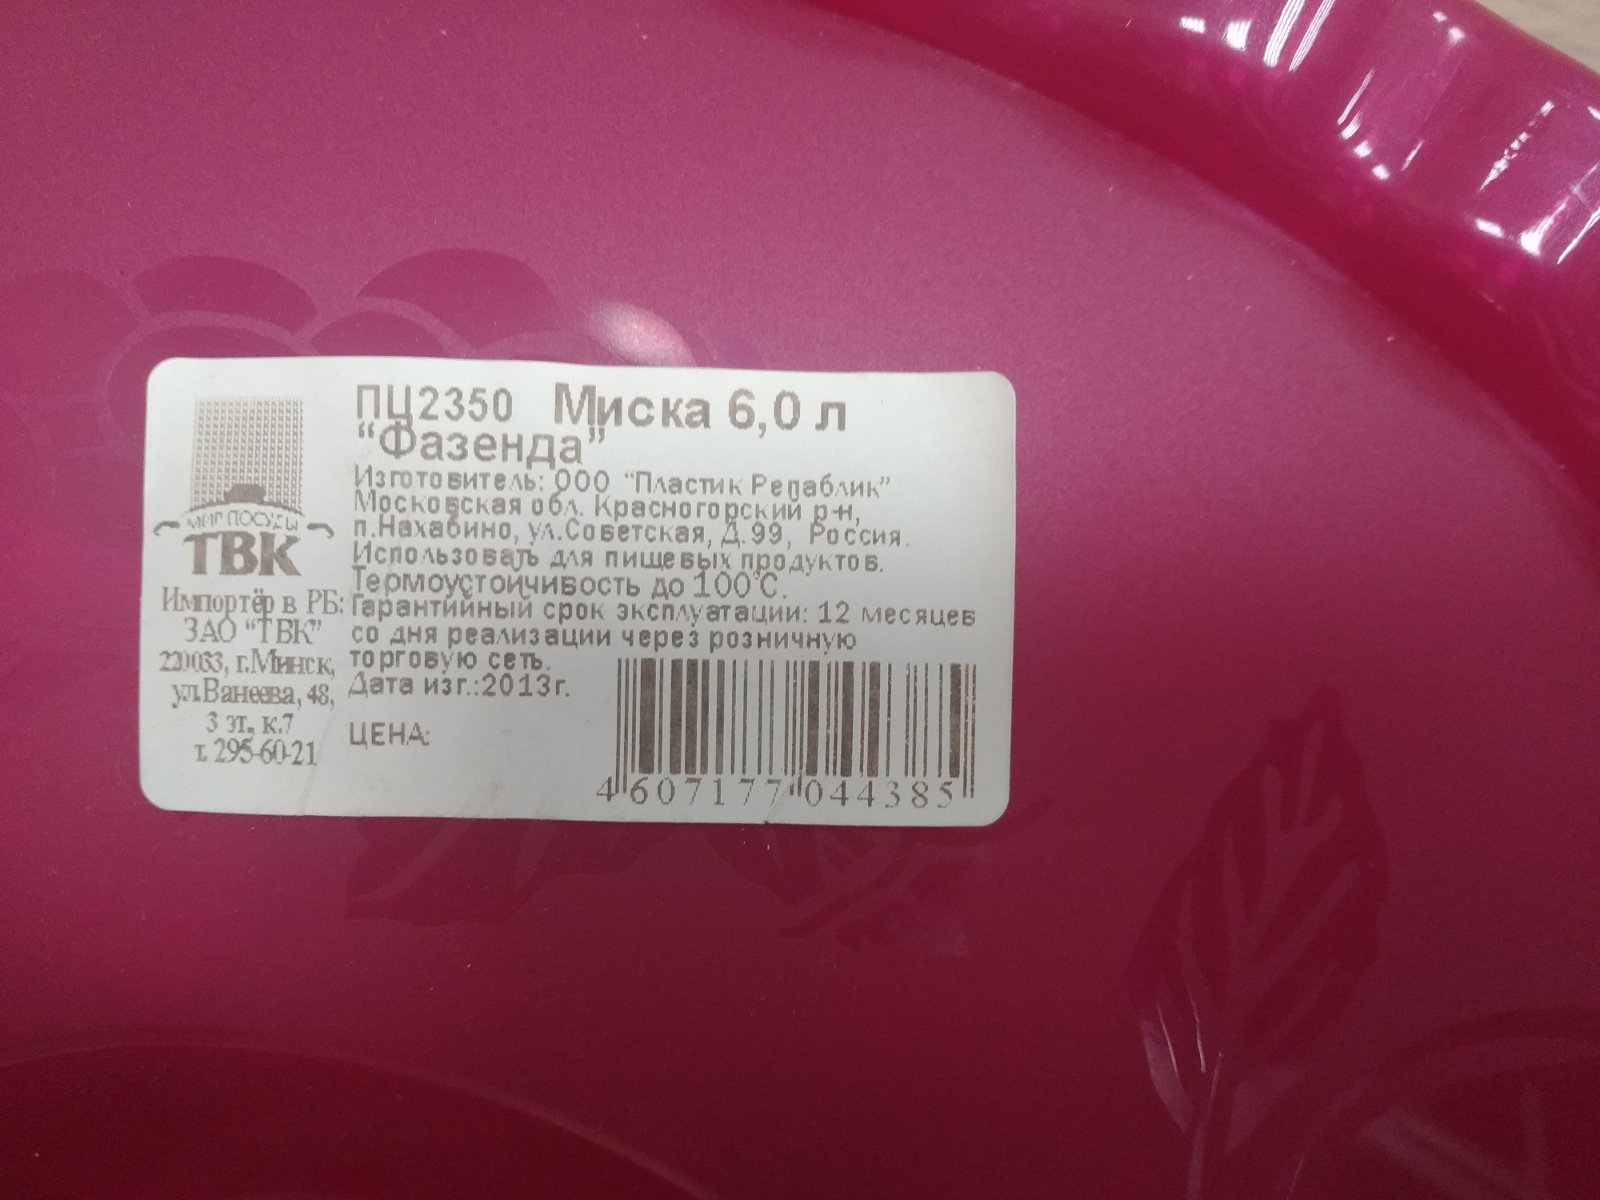 МИР ПОСУДЫ
ТВК
Импортёр в РБ:
ЗАО “ТВК”
220033, г.Минск,
ул.Ванеева, 48,
3 эт, к.7
т. 295-60-21
ПЦ2350 Миска 6,0 л
“Фазенда”
Изготовитель: ООО “Пластик Репаблик”
Московская обл. Красногорский р-н,
п.Нахабино, ул.Советская, Д.99, Россия.
Использовать для пищевых продуктов.
Термоустойчивость до 100°С.
Гарантийный срок эксплуатации: 12 месяцев
со дня реализации через розничную
торговую сеть.
Дата изг.:2013г.
ЦЕНА:
4 607177 044385